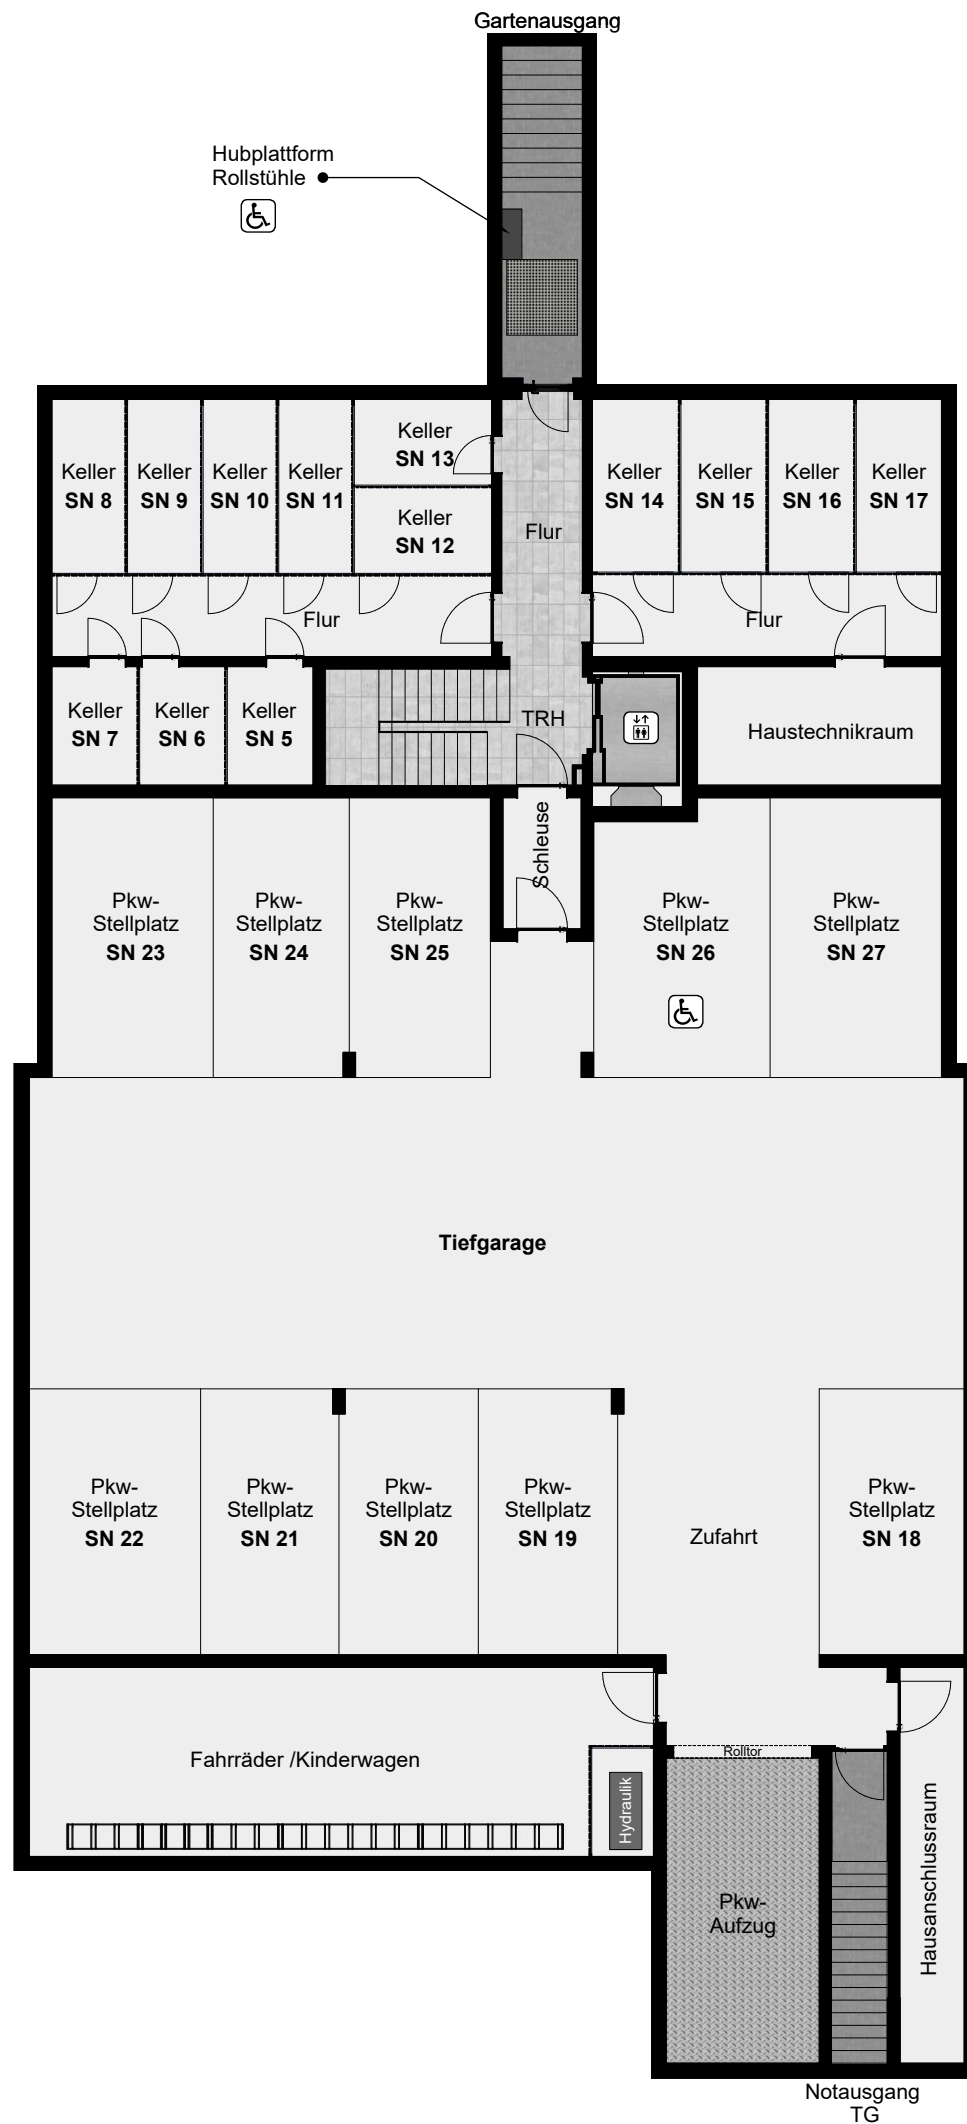 Gartenausgang
Hubplattform
Rollstühle
Keller
SN 8
Keller
SN 9
Keller
SN 10
Keller
SN 11
Keller
SN 13
Keller
SN 12
Flur
Keller
SN 14
Keller
SN 15
Keller
SN 16
Keller
SN 17
Flur
Flur
Keller
SN 7
Keller
SN 6
Keller
SN 5
TRH
Haustechnikraum
Schleuse
Pkw-
Stellplatz
SN 23
Pkw-
Stellplatz
SN 24
Pkw-
Stellplatz
SN 25
Pkw-
Stellplatz
SN 26
Pkw-
Stellplatz
SN 27
Tiefgarage
Pkw-
Stellplatz
SN 22
Pkw-
Stellplatz
SN 21
Pkw-
Stellplatz
SN 20
Pkw-
Stellplatz
SN 19
Zufahrt
Pkw-
Stellplatz
SN 18
Fahrräder /Kinderwagen
Rolltor
Hydraulik
Pkw-
Aufzug
Hausanschlussraum
Notausgang
TG